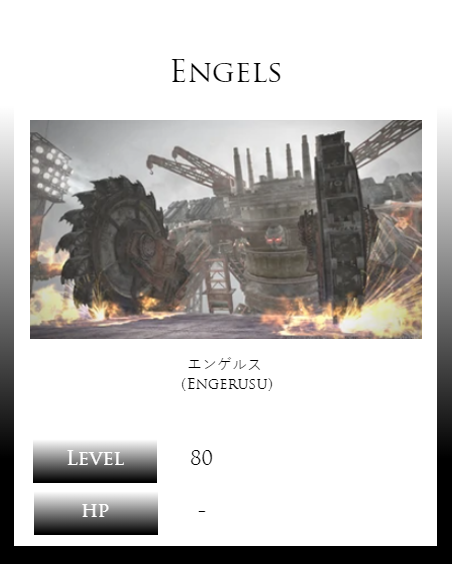 Engels
エンゲルス
(Engerusu)
Level 80
HP -